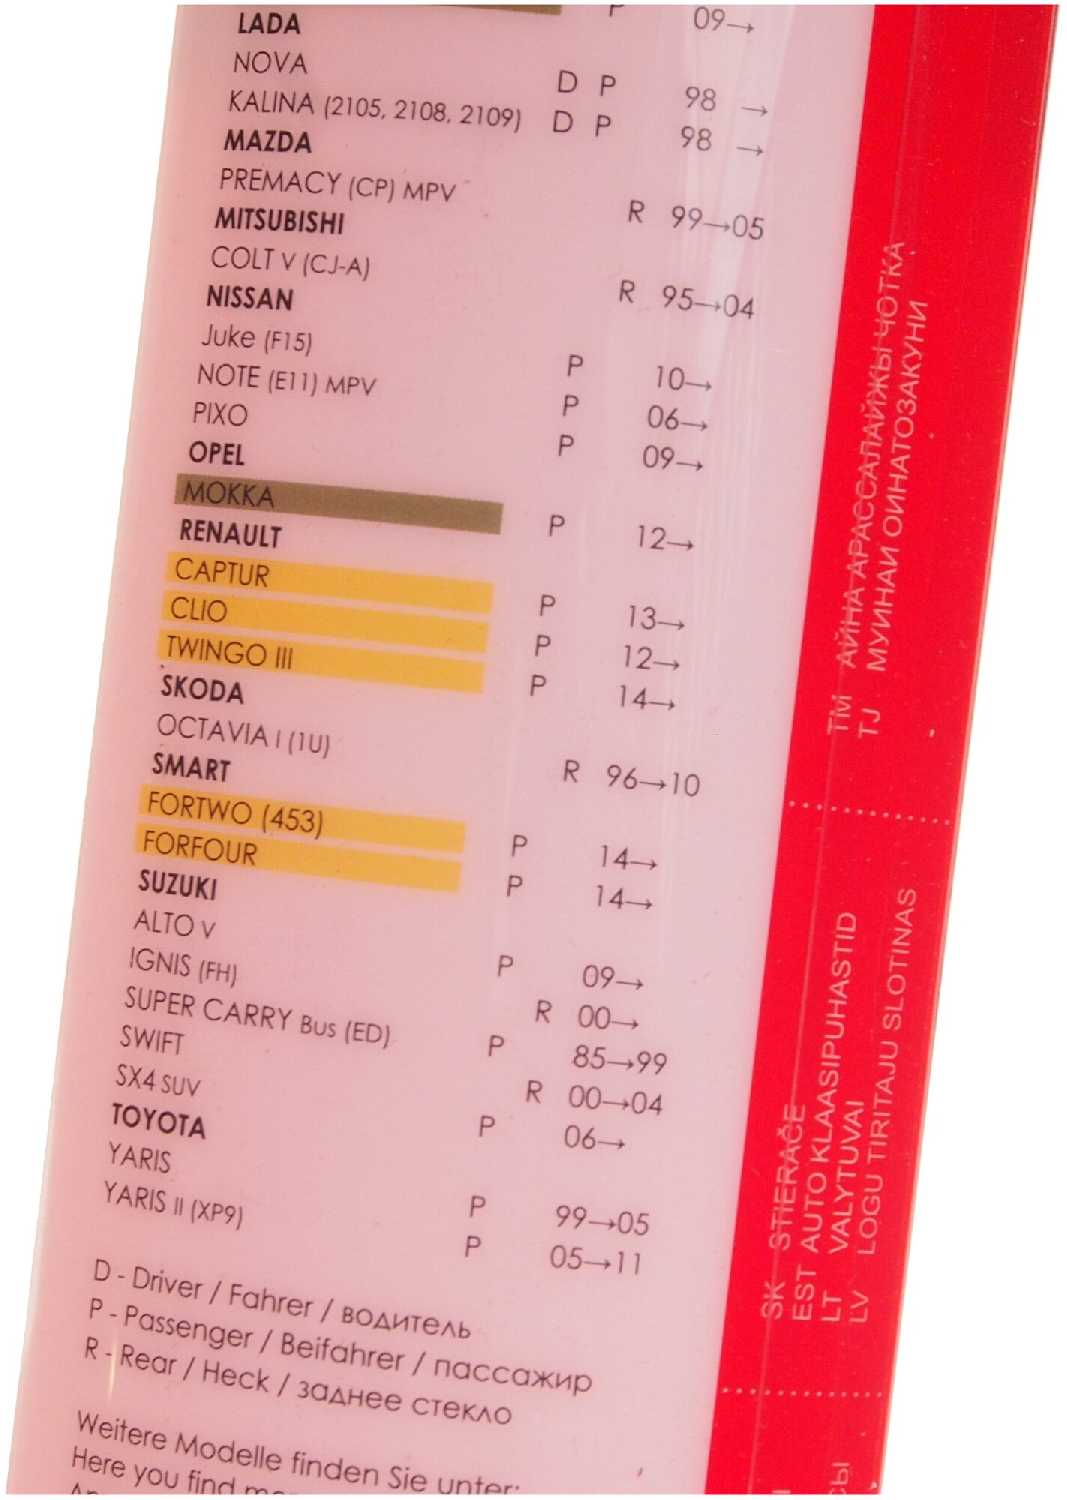 P 09→
LADA
NOVA D P 98 →
KALINA (2105, 2108, 2109) D P 98 →
MAZDA
PREMACY (CP) MPV R 99→05
MITSUBISHI
COLT V (CJ-A) R 95→04
NISSAN
Juke (F15) P 10→
NOTE (E11) MPV P 06→
PIXO P 09→
OPEL
MOKKA P 12→
RENAULT
CAPTUR P 13→
CLIO P 12→
TWINGO III P 14→
SKODA
OCTAVIA I (1U) R 96→10
SMART
FORTWO (453) P 14→
FORFOUR P 14→
SUZUKI
ALTO V P 09→
IGNIS (FH) R 00→
SUPER CARRY Bus (ED) P 85→99
SWIFT R 00→04
SX4 SUV P 06→
TOYOTA
YARIS P 99→05
YARIS II (XP9) P 05→11
D - Driver / Fahrer / водитель
P - Passenger / Beifahrer / пассажир
R - Rear / Heck / заднее стекло
Weitere Modelle finden Sie unter:
Here you find
TM АЙНА АРАССАЛАЙЖЫ ЧОТКА
TJ МУИНАИ ОИНАТОЗАКУНИ
SK STIERAČE
EST AUTO KLAASIPUHASTID
LT VALYTUVAI
LV LOGU TIRITAJU SLOTINAS